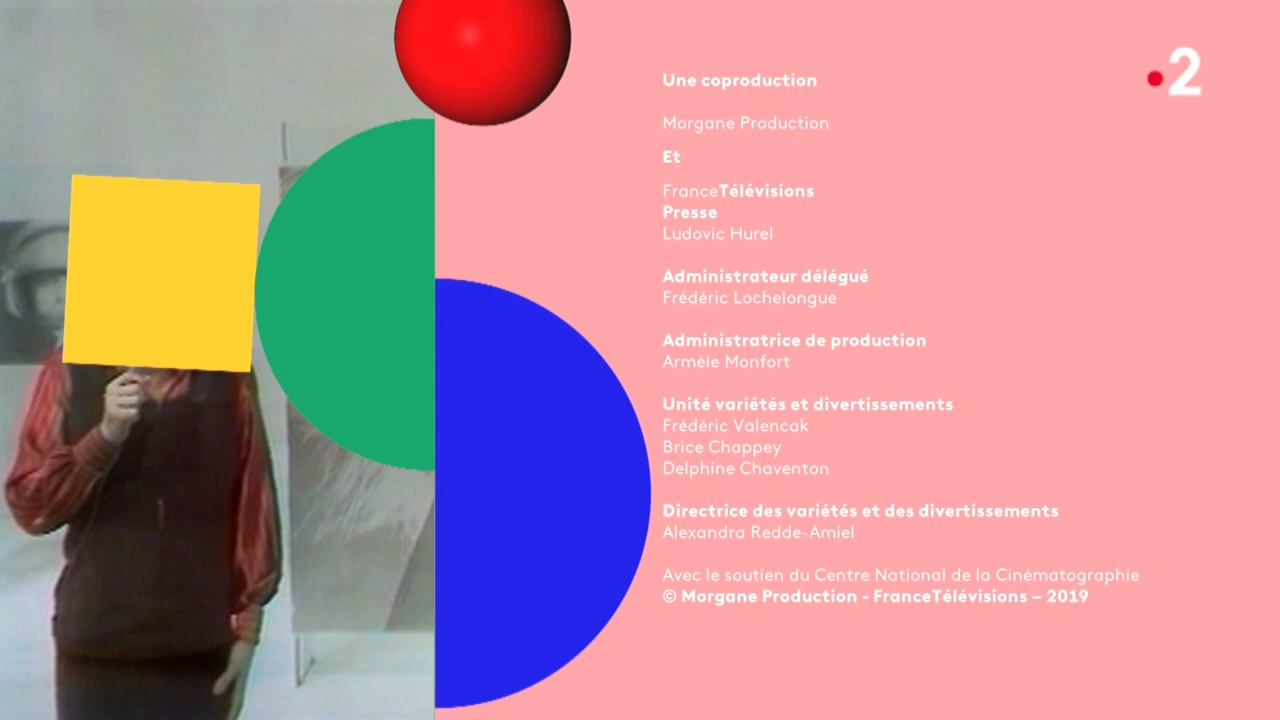 Une coproduction
2
Morgane Production
Et
FranceTélévisions
Presse
Ludovic Hurel
Administrateur délégué
Frédéric Lochelongue
Administratrice de production
Armèle Monfort
Unité variétés et divertissements
Frédéric Valencak
Brice Chappey
Delphine Chaventon
Directrice des variétés et des divertissements
Alexandra Redde-Amiel
Avec le soutien du Centre National de la Cinématographie
© Morgane Production - FranceTélévisions – 2019